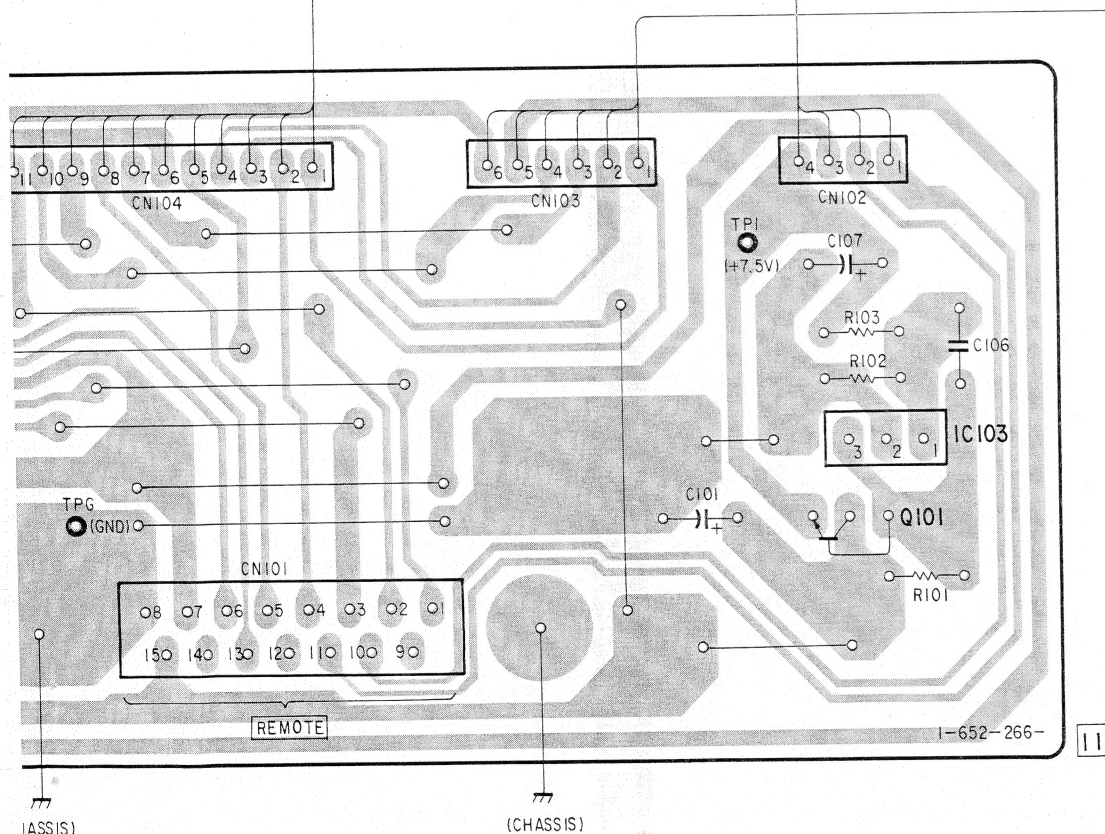 11 10 9 8 7 6 5 4 3 2 1
CN104
6 5 4 3 2 1
CN103
4 3 2 1
CN102
TP1
(+7.5V)
C107
+
R103
R102
C106
3 2 1
IC103
TPG
(GND)
C101
+
Q101
R101
CN101
8 7 6 5 4 3 2 1
15 14 13 12 11 10 9
REMOTE
1-652-266-
11
(ASSIS)
(CHASSIS)